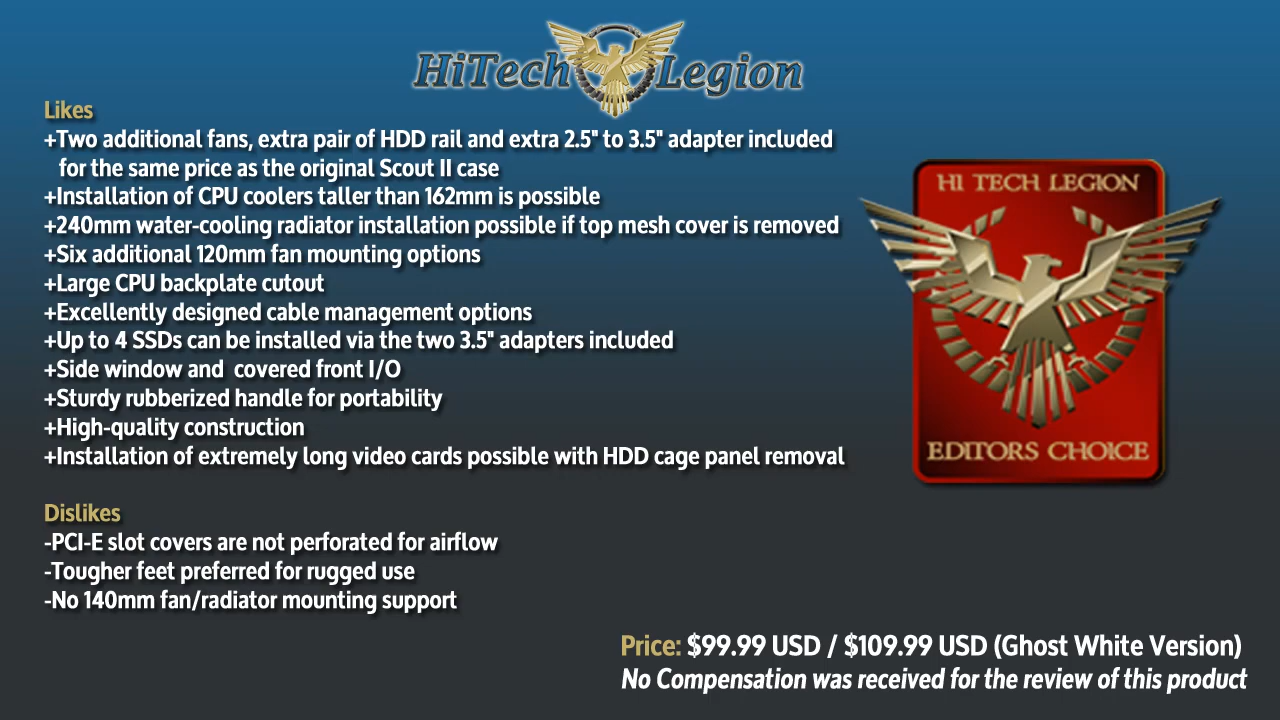 HiTech Legion
Likes
+Two additional fans, extra pair of HDD rail and extra 2.5" to 3.5" adapter included
for the same price as the original Scout II case
+Installation of CPU coolers taller than 162mm is possible
+240mm water-cooling radiator installation possible if top mesh cover is removed
+Six additional 120mm fan mounting options
+Large CPU backplate cutout
+Excellently designed cable management options
+Up to 4 SSDs can be installed via the two 3.5" adapters included
+Side window and  covered front I/O
+Sturdy rubberized handle for portability
+High-quality construction
+Installation of extremely long video cards possible with HDD cage panel removal
HI TECH LEGION
EDITORS CHOICE
Dislikes
-PCI-E slot covers are not perforated for airflow
-Tougher feet preferred for rugged use
-No 140mm fan/radiator mounting support
Price: $99.99 USD / $109.99 USD (Ghost White Version)
No Compensation was received for the review of this product